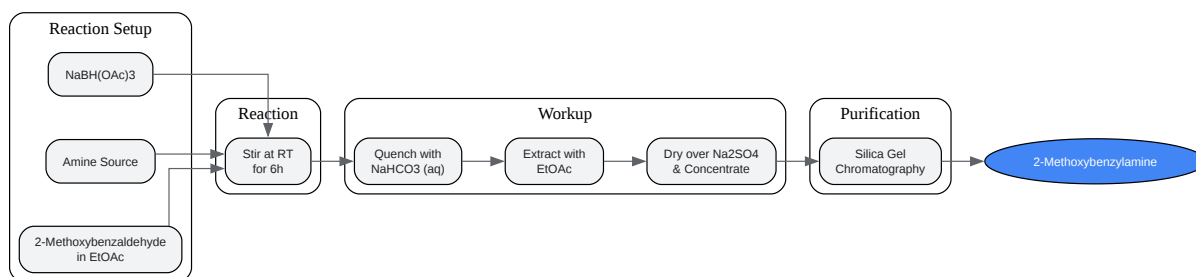 Reaction Setup
NaBH(OAc)3
Amine Source
2-Methoxybenzaldehyde
in EtOAc
Reaction
Stir at RT
for 6h
Workup
Quench with
NaHCO3 (aq)
Extract with
EtOAc
Dry over Na2SO4
& Concentrate
Purification
Silica Gel
Chromatography
2-Methoxybenzylamine